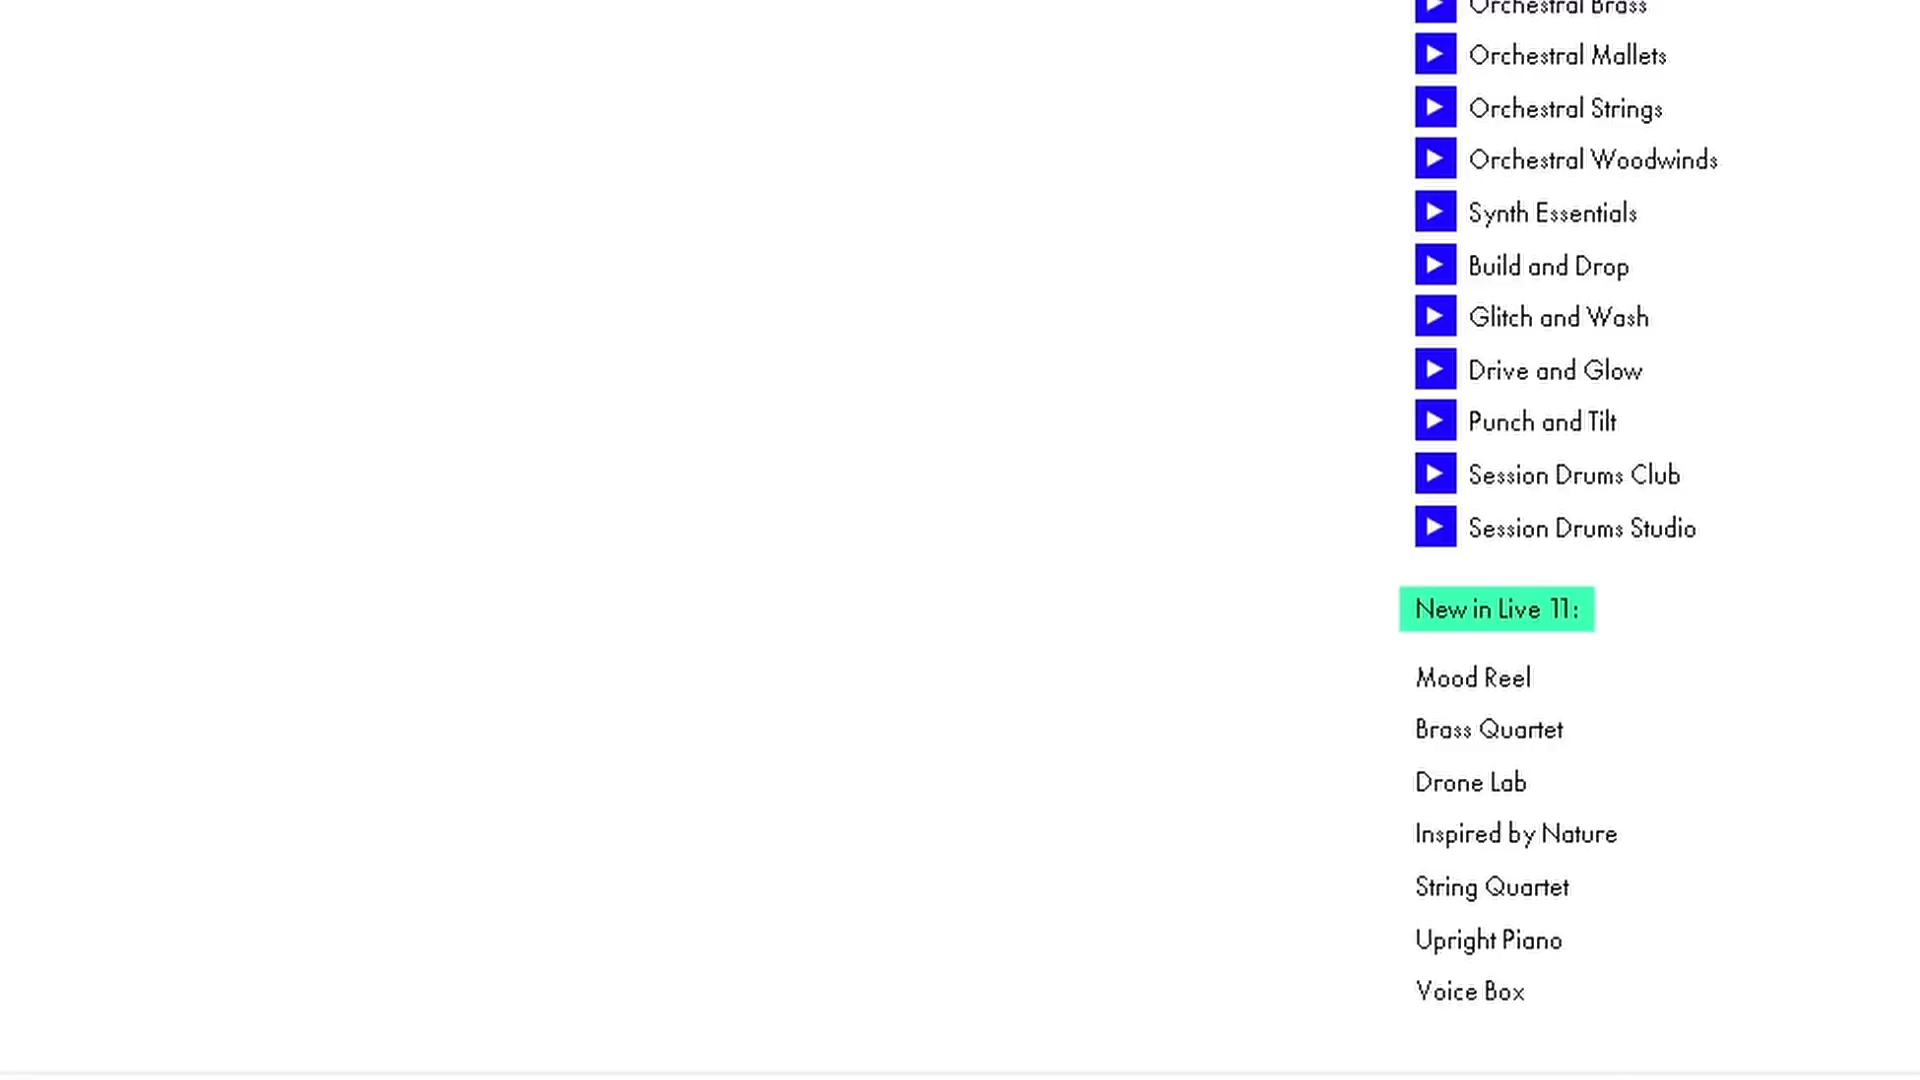 Orchestral Brass
Orchestral Mallets
Orchestral Strings
Orchestral Woodwinds
Synth Essentials
Build and Drop
Glitch and Wash
Drive and Glow
Punch and Tilt
Session Drums Club
Session Drums Studio
New in Live 11:
Mood Reel
Brass Quartet
Drone Lab
Inspired by Nature
String Quartet
Upright Piano
Voice Box